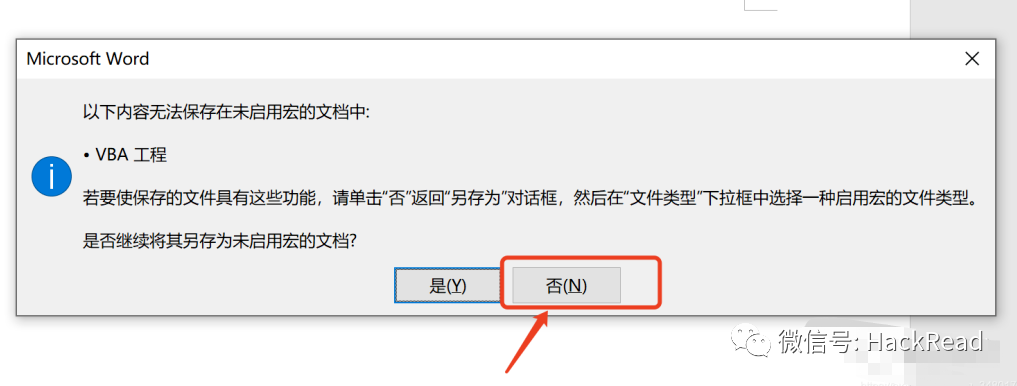 Microsoft Word
以下内容无法保存在未启用宏的文档中:
• VBA 工程
若要使保存的文件具有这些功能，请单击“否”返回“另存为”对话框，然后在“文件类型”下拉框中选择一种启用宏的文件类型。
是否继续将其另存为未启用宏的文档?
是(Y) 否(N)
微信号: HackRead